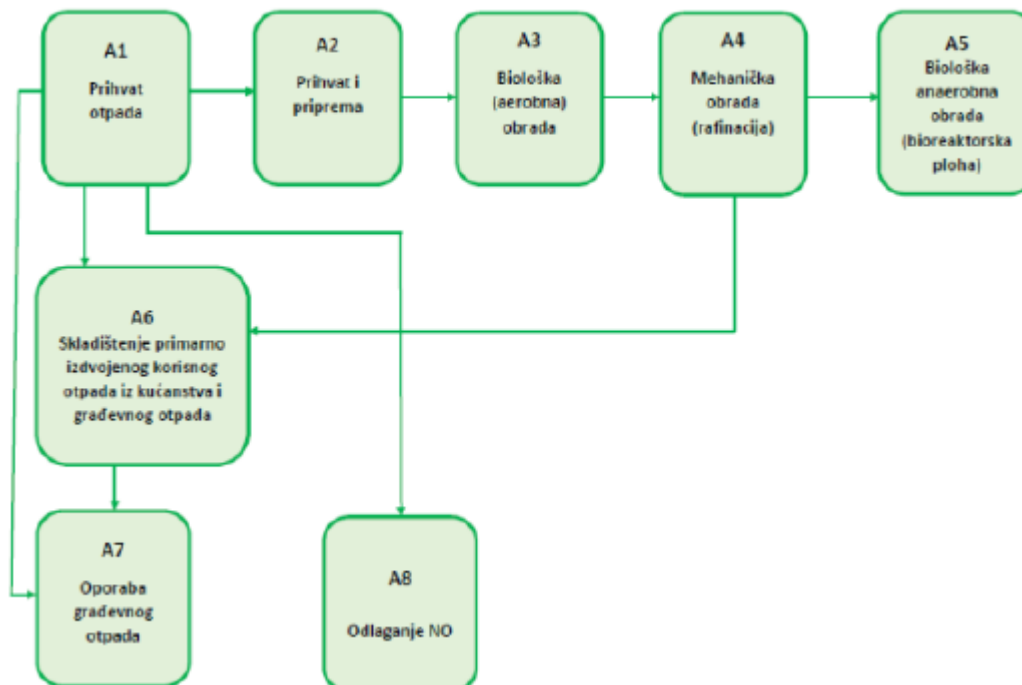 A1
Prihvat
otpada
A2
Prihvat i
priprema
A3
Biološka
(aerobna)
obrada
A4
Mehanička
obrada
(rafinacija)
A5
Biološka
anaerobna
obrada
(bioreaktorska
ploha)
A6
Skladištenje primarno
izdvojenog korisnog
otpada iz kućanstva i
građevnog otpada
A7
Oporaba
građevnog
otpada
A8
Odlaganje NO